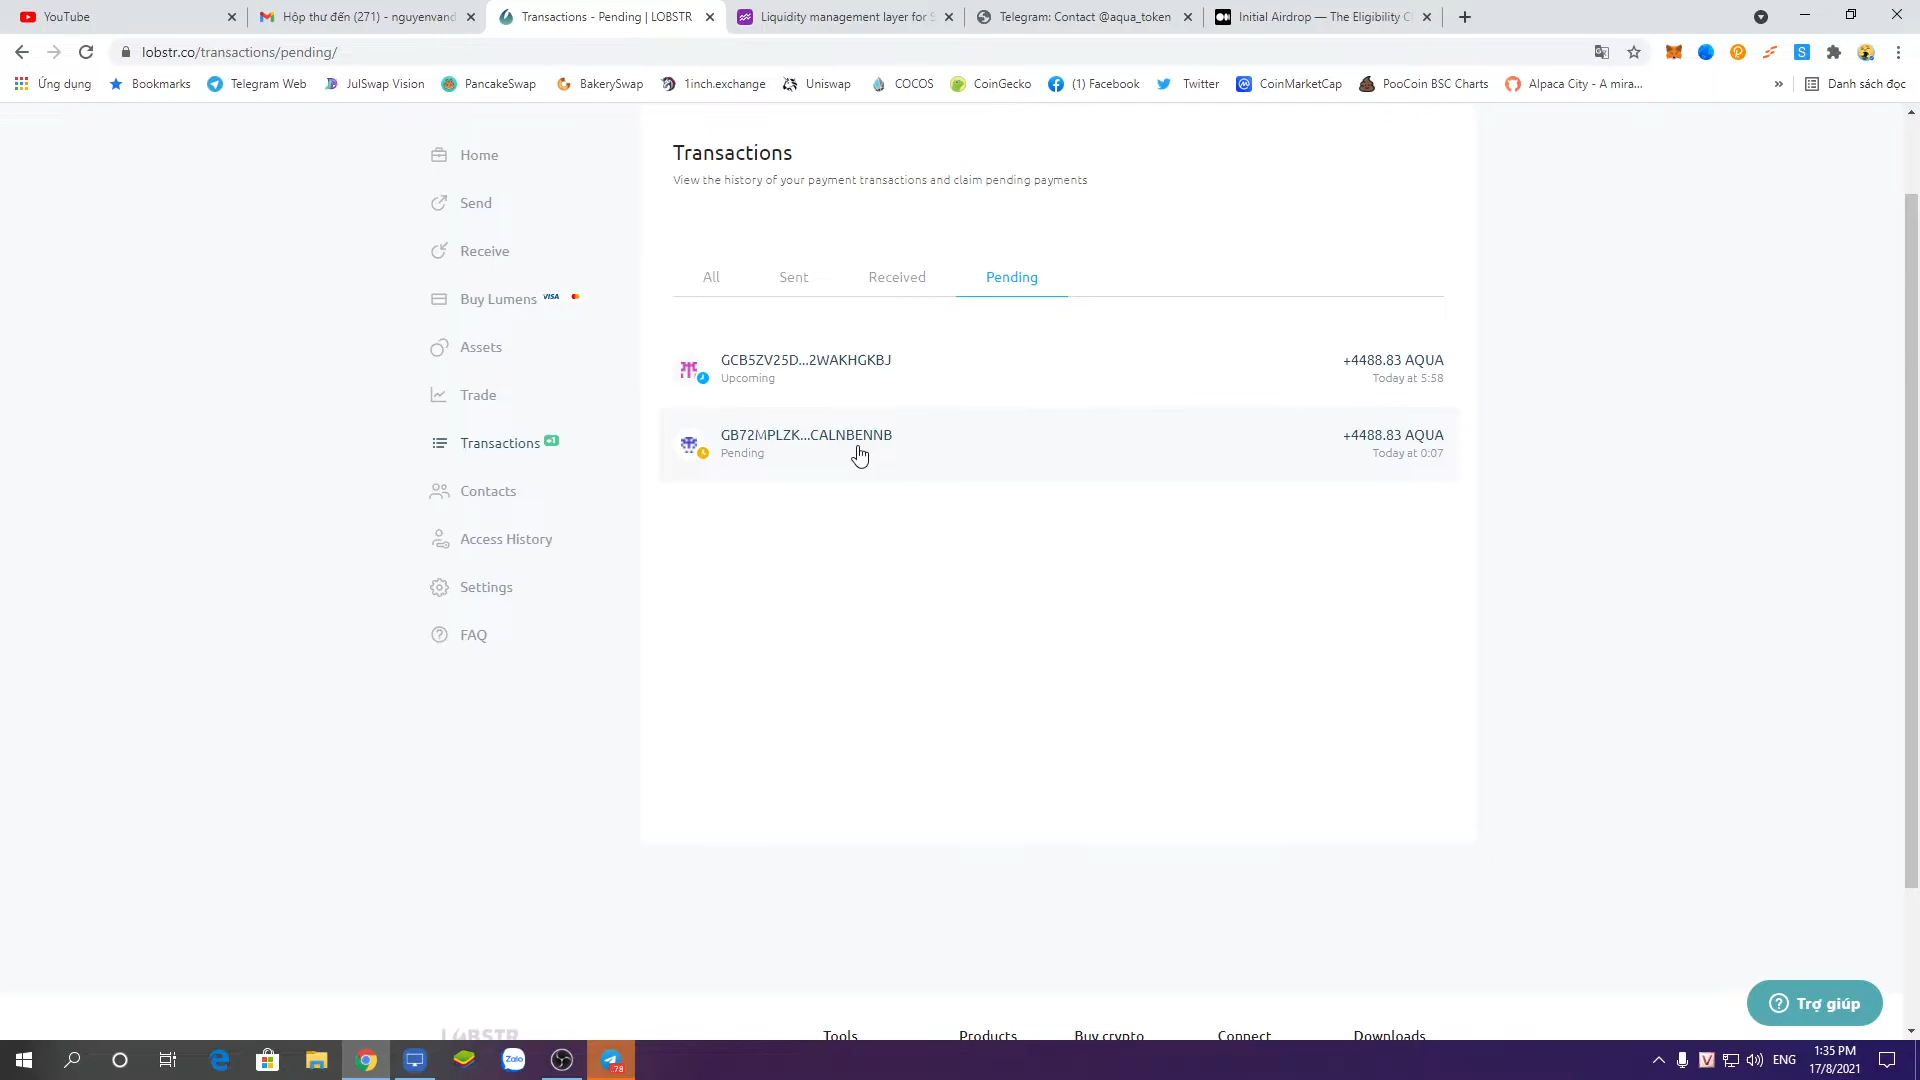 YouTube
Hộp thư đến (271) - nguyenvand
Transactions - Pending | LOBSTR
Liquidity management layer for S
Telegram: Contact @aqua_token
Initial Airdrop — The Eligibility C
lobstr.co/transactions/pending/
Ứng dụng
Bookmarks
Telegram Web
JulSwap Vision
PancakeSwap
BakerySwap
1inch.exchange
Uniswap
COCOS
CoinGecko
(1) Facebook
Twitter
CoinMarketCap
PooCoin BSC Charts
Alpaca City - A mira...
»
Danh sách đọc
Home
Send
Receive
Buy Lumens VISA
Assets
Trade
Transactions +1
Contacts
Access History
Settings
FAQ
Transactions
View the history of your payment transactions and claim pending payments
All Sent Received Pending
GCB5ZV25D...2WAKHGKBJ +4488.83 AQUA
Upcoming Today at 5:58
GB72MPLZK...CALNBENNB +4488.83 AQUA
Pending Today at 0:07
Trợ giúp
LOBSTR
Tools Products Buy crypto Connect Downloads
Zalo
78
ENG
1:35 PM
17/8/2021